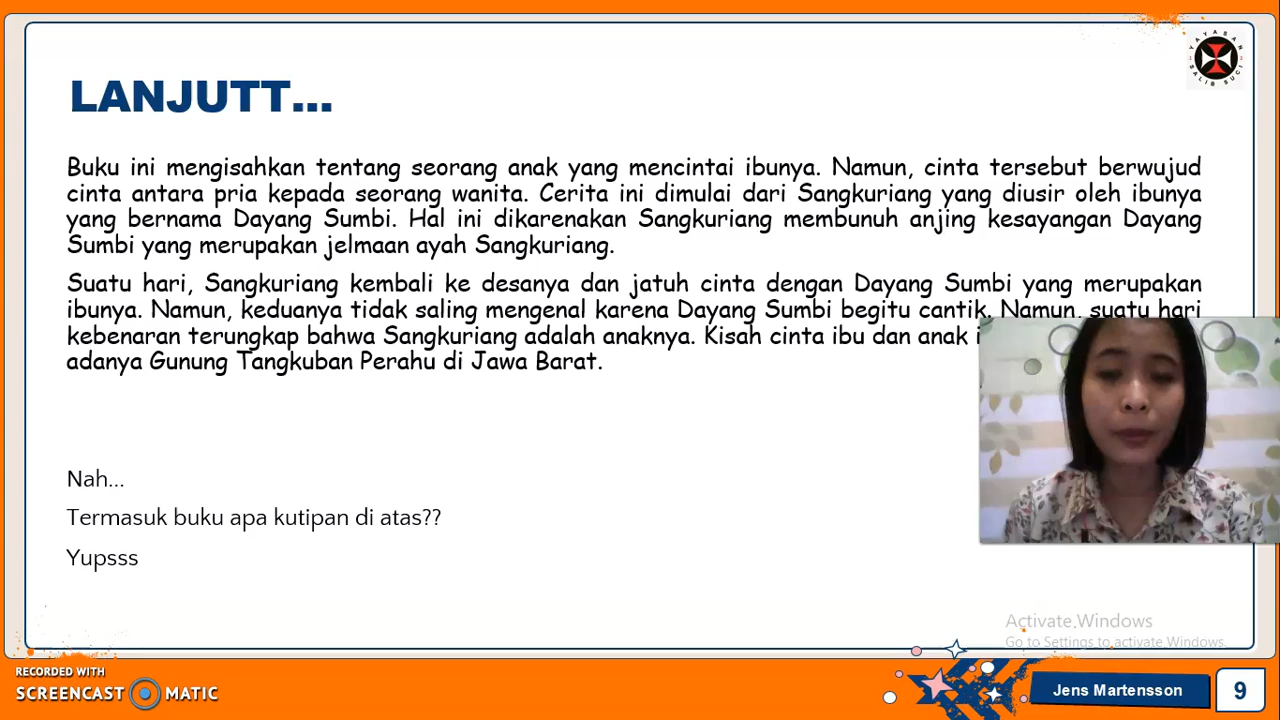 YAYASAN
SALIB SUCI
LANJUTT...
Buku ini mengisahkan tentang seorang anak yang mencintai ibunya. Namun, cinta tersebut berwujud
cinta antara pria kepada seorang wanita. Cerita ini dimulai dari Sangkuriang yang diusir oleh ibunya
yang bernama Dayang Sumbi. Hal ini dikarenakan Sangkuriang membunuh anjing kesayangan Dayang
Sumbi yang merupakan jelmaan ayah Sangkuriang.
Suatu hari, Sangkuriang kembali ke desanya dan jatuh cinta dengan Dayang Sumbi yang merupakan
ibunya. Namun, keduanya tidak saling mengenal karena Dayang Sumbi begitu cantik. Namun, suatu hari
kebenaran terungkap bahwa Sangkuriang adalah anaknya. Kisah cinta ibu dan anak
adanya Gunung Tangkuban Perahu di Jawa Barat.
Nah...
Termasuk buku apa kutipan di atas??
Yupsss
Activate Windows
Go to Settings to activate Windows.
RECORDED WITH
SCREENCAST MATIC
Jens Martensson
9